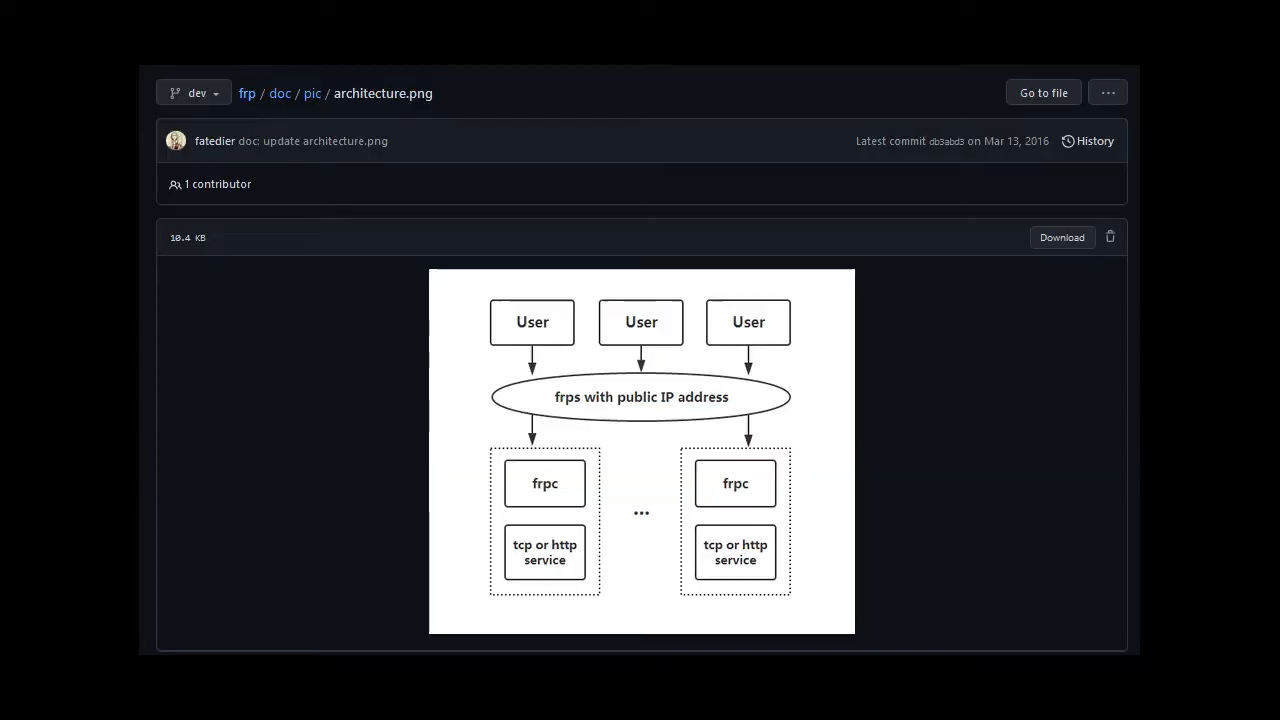 dev frp / doc / pic / architecture.png Go to file ...
fatedier doc: update architecture.png Latest commit db3abd3 on Mar 13, 2016 History
1 contributor
10.4 KB Download
User User User
frps with public IP address
frpc frpc
...
tcp or http tcp or http
service service